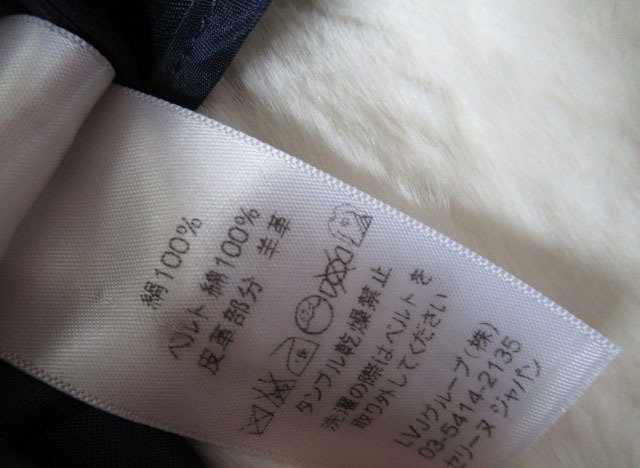 絹100%
ベルト 綿100%
皮革部分 羊革
タンブル乾燥禁止
洗濯の際はベルトを
取り外してください
LVJグループ(株)
03-5414-2135
セリーヌ ジャパン